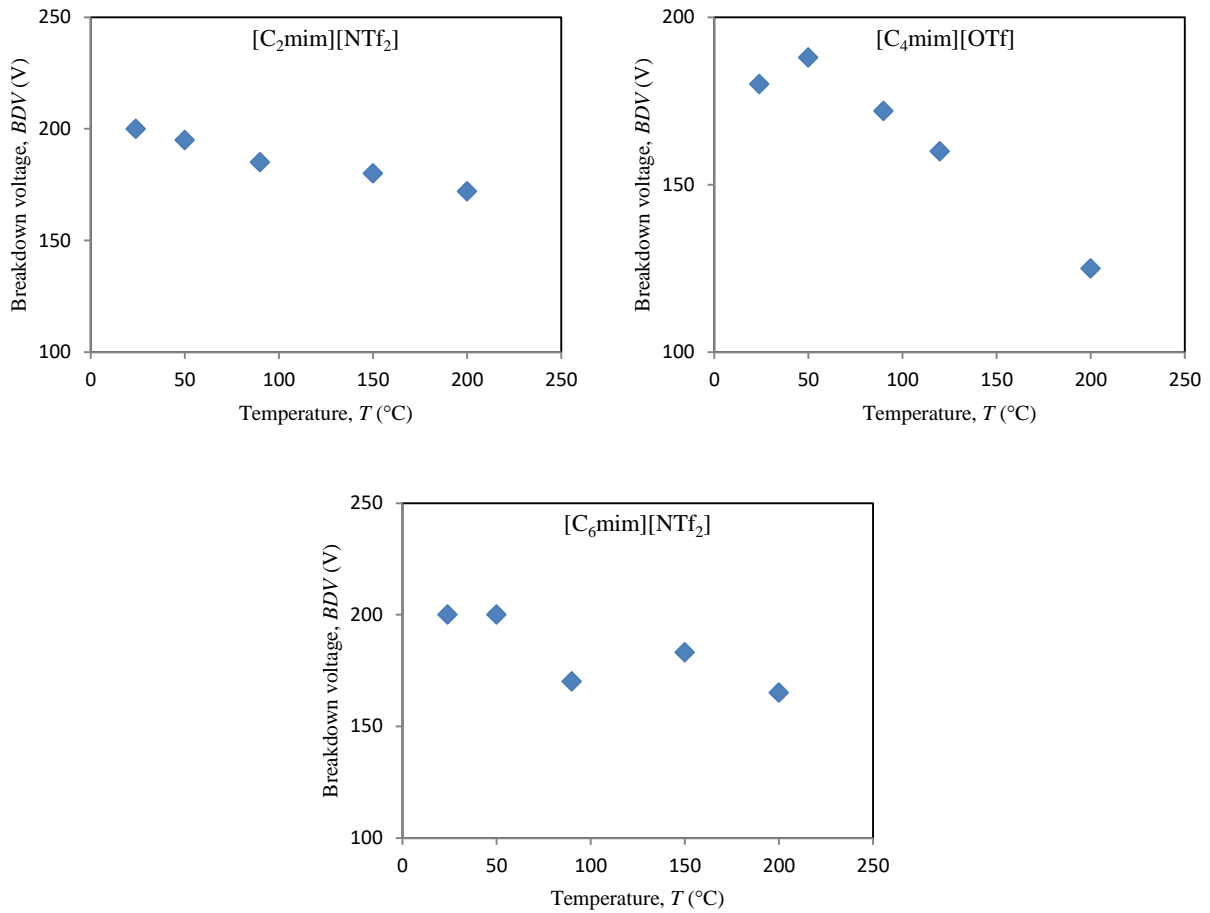 [C₂mim][NTf₂]
Breakdown voltage, BDV (V)
250
200
150
100
0 50 100 150 200 250
Temperature, T (°C)
[C₄mim][OTf]
Breakdown voltage, BDV (V)
200
150
100
0 50 100 150 200 250
Temperature, T (°C)
[C₆mim][NTf₂]
Breakdown voltage, BDV (V)
250
200
150
100
0 50 100 150 200 250
Temperature, T (°C)